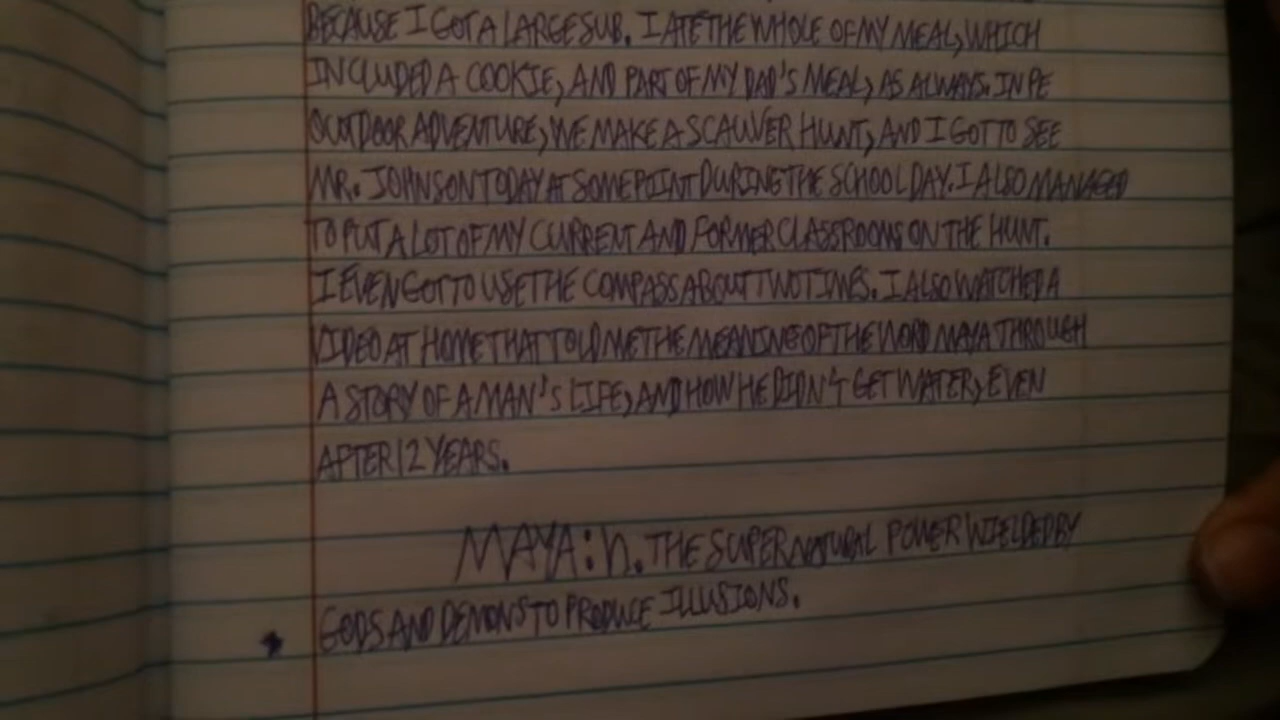 BECAUSE I GOT A LARGE SUB. I ATE THE WHOLE OF MY MEAL, WHICH
INCLUDED A COOKIE, AND PART OF MY DAD'S MEAL, AS ALWAYS. IN PE
OUTDOOR ADVENTURE, WE MAKE A SCAUVER HUNT, AND I GOT TO SEE
MR. JOHNSON TODAY AT SOME POINT DURING THE SCHOOL DAY. I ALSO MANAGED
TO PUT A LOT OF MY CURRENT AND FORMER CLASSROOMS ON THE HUNT.
I EVEN GOT TO USE THE COMPASS ABOUT TWO TIMES. I ALSO WATCHED A
VIDEO AT HOME THAT TOLD ME THE MEANING OF THE WORD MAYA THROUGH
A STORY OF A MAN'S LIFE, AND HOW HE DIDN'T GET WATER, EVEN
AFTER 12 YEARS.
MAYA: n. THE SUPERNATURAL POWER WIELDED BY
GODS AND DEMONS TO PRODUCE ILLUSIONS.